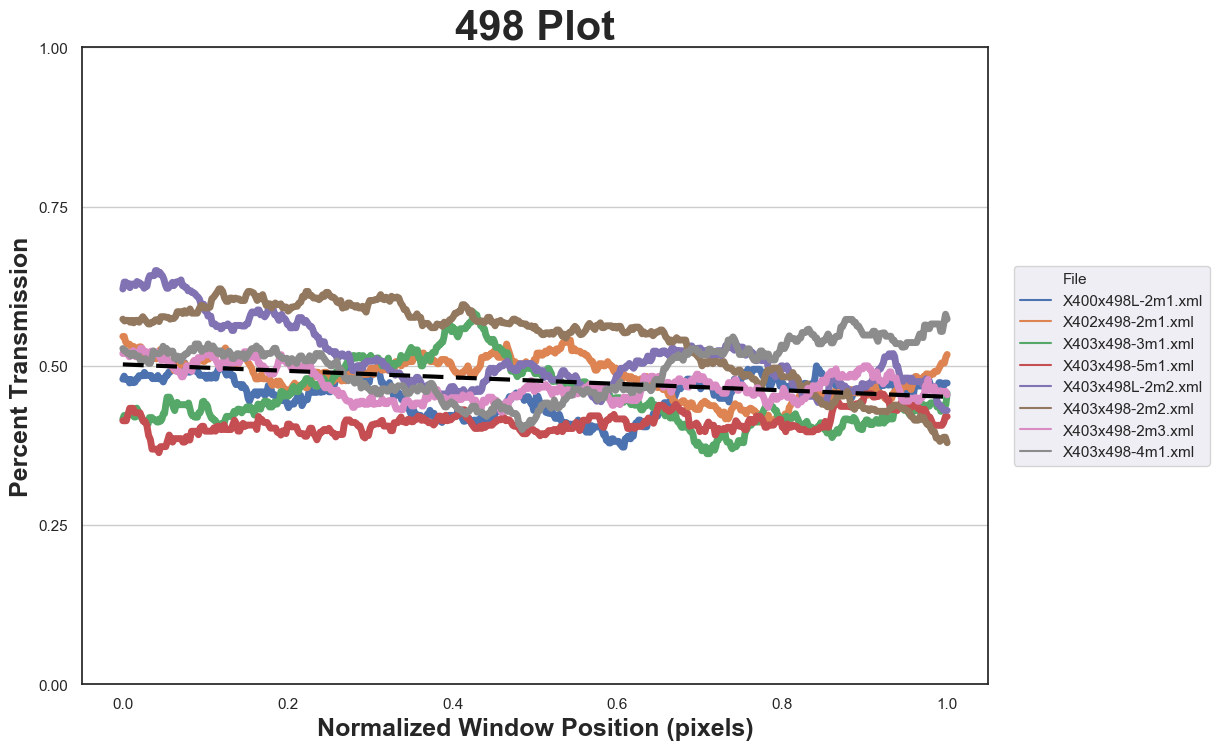 498 Plot
1.00
0.75
0.50
0.25
0.00
Percent Transmission
0.0 0.2 0.4 0.6 0.8 1.0
Normalized Window Position (pixels)
File
X400x498L-2m1.xml
X402x498-2m1.xml
X403x498-3m1.xml
X403x498-5m1.xml
X403x498L-2m2.xml
X403x498-2m2.xml
X403x498-2m3.xml
X403x498-4m1.xml